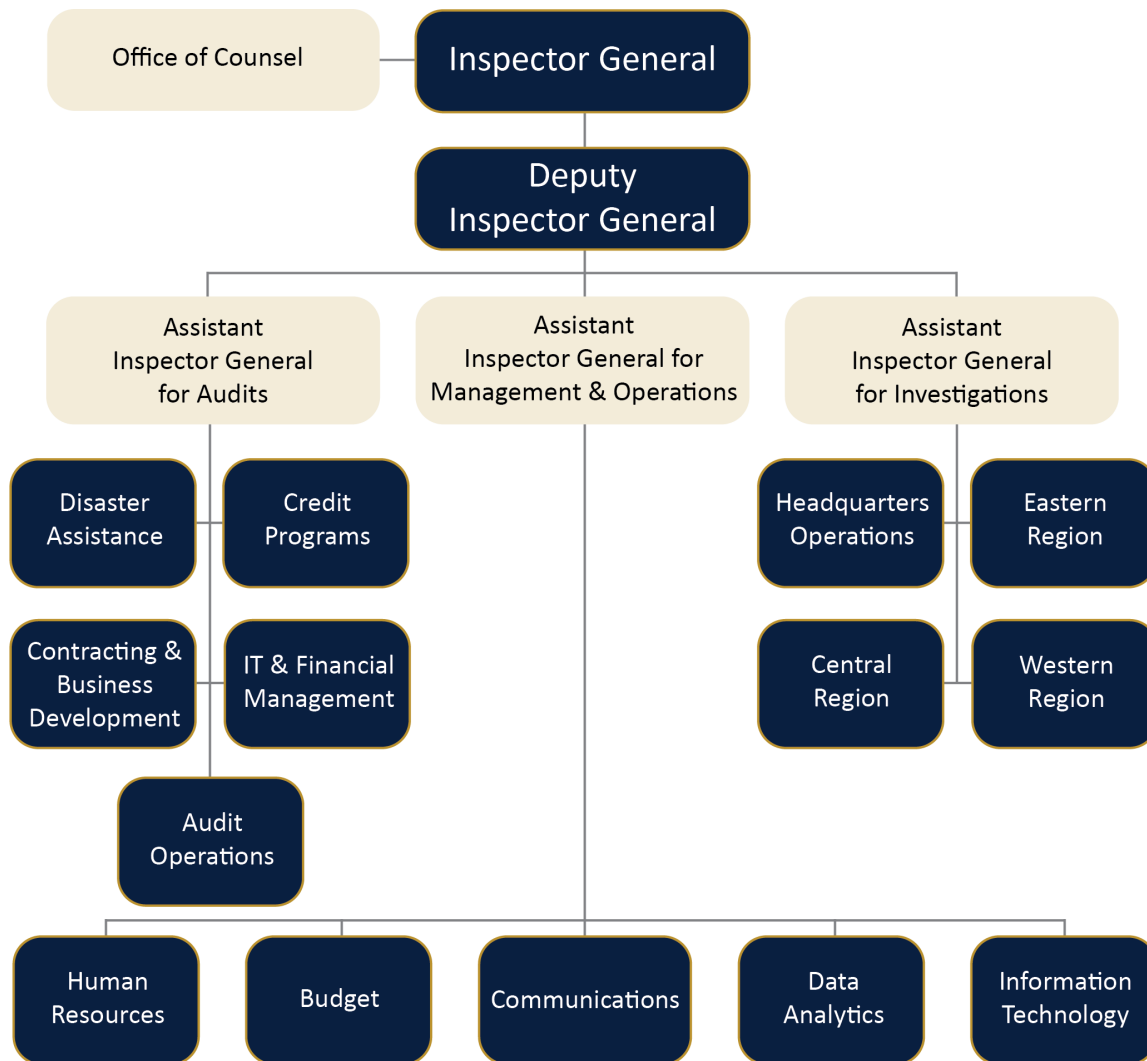 Office of Counsel
Inspector General
Deputy
Inspector General
Assistant
Inspector General
for Audits
Assistant
Inspector General for
Management & Operations
Assistant
Inspector General
for Investigations
Disaster
Assistance
Credit
Programs
Headquarters
Operations
Eastern
Region
Contracting &
Business
Development
IT & Financial
Management
Central
Region
Western
Region
Audit
Operations
Human
Resources
Budget
Communications
Data
Analytics
Information
Technology